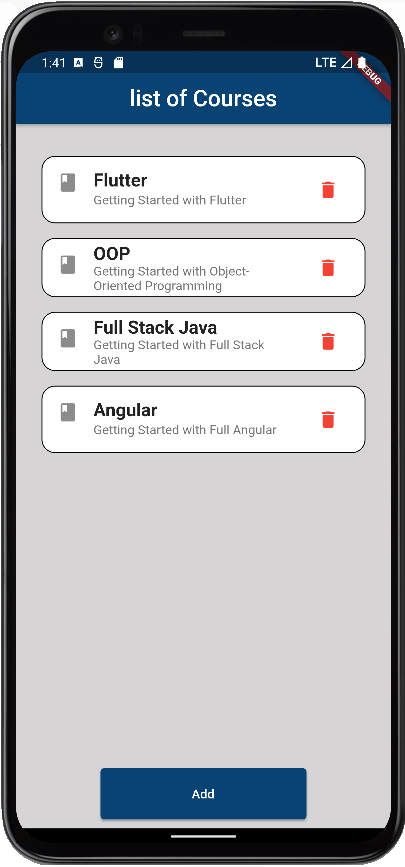 1:41 LTE
DEBUG
list of Courses
Flutter
Getting Started with Flutter
OOP
Getting Started with Object-
Oriented Programming
Full Stack Java
Getting Started with Full Stack
Java
Angular
Getting Started with Full Angular
Add